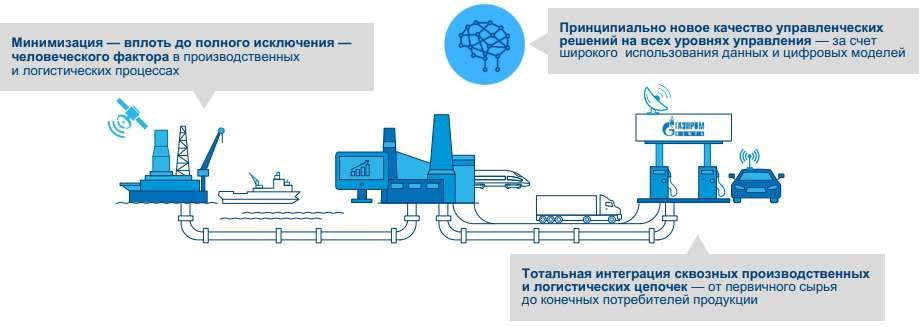 Минимизация — вплоть до полного исключения —
человеческого фактора в производственных
и логистических процессах
Принципиально новое качество управленческих
решений на всех уровнях управления — за счет
широкого использования данных и цифровых моделей
ГАЗПРОМ
НЕФТЬ
Тотальная интеграция сквозных производственных
и логистических цепочек — от первичного сырья
до конечных потребителей продукции